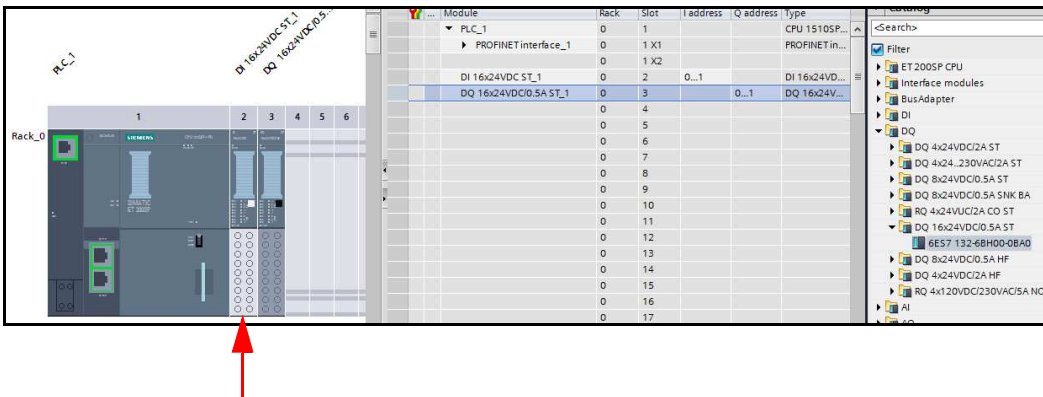 Catalog
<Search>
Filter
ET 200SP CPU
Interface modules
BusAdapter
DI
DQ
DQ 4x24VDC/2A ST
DQ 4x24..230VAC/2A ST
DQ 8x24VDC/0.5A ST
DQ 8x24VDC/0.5A SNK BA
RQ 4x24VUC/2A CO ST
DQ 16x24VDC/0.5A ST
6ES7 132-6BH00-0BA0
DQ 8x24VDC/0.5A HF
DQ 4x24VDC/2A HF
RQ 4x120VDC/230VAC/5A NO
AI
AQ
... Module Rack Slot I address Q address Type
PLC_1 0 1 CPU 1510SP...
PROFINET interface_1 0 1 X1 PROFINET in...
0 1 X2
DI 16x24VDC ST_1 0 2 0...1 DI 16x24VD...
DQ 16x24VDC/0.5A ST_1 0 3 0...1 DQ 16x24V...
0 4
0 5
0 6
0 7
0 8
0 9
0 10
0 11
0 12
0 13
0 14
0 15
0 16
0 17
PLC_1
DI 16x24VDC ST_1
DQ 16x24VDC/0.5...
1 2 3 4 5 6
Rack_0
SIEMENS
SIMATIC
ET 200SP